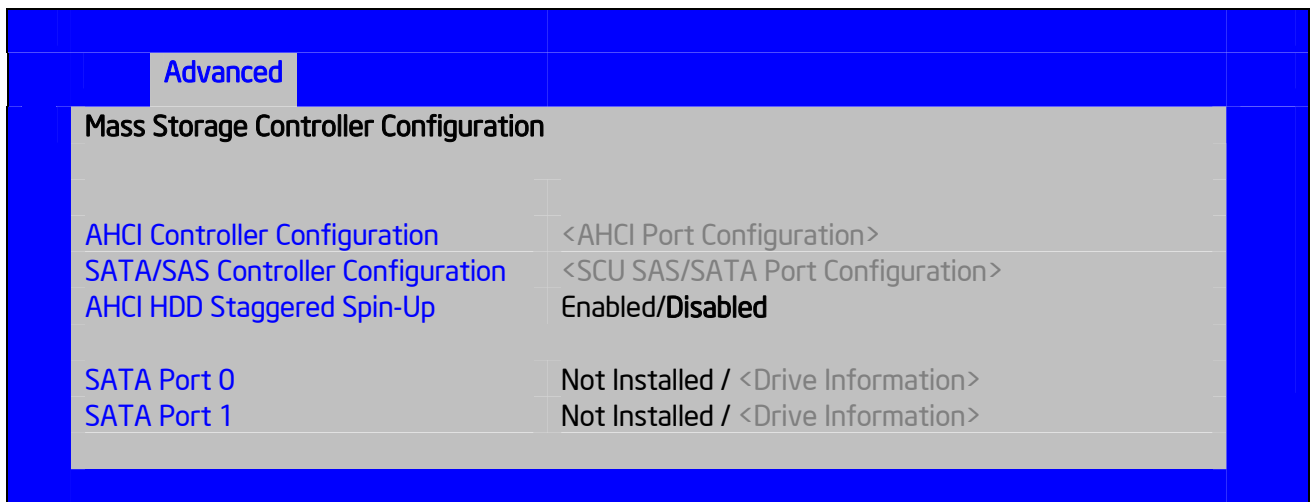 Advanced
Mass Storage Controller Configuration
AHCI Controller Configuration <AHCI Port Configuration>
SATA/SAS Controller Configuration <SCU SAS/SATA Port Configuration>
AHCI HDD Staggered Spin-Up Enabled/Disabled
SATA Port 0 Not Installed / <Drive Information>
SATA Port 1 Not Installed / <Drive Information>